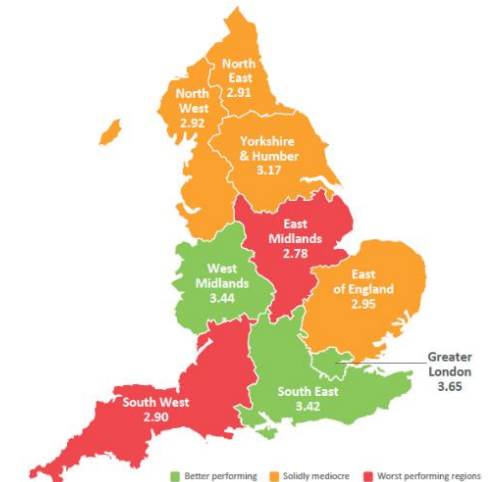 North
East
2.91
North
West
2.92
Yorkshire
& Humber
3.17
East
Midlands
2.78
West
Midlands
3.44
East
of England
2.95
Greater
London
3.65
South East
3.42
South West
2.90
Better performing
Solidly mediocre
Worst performing regions